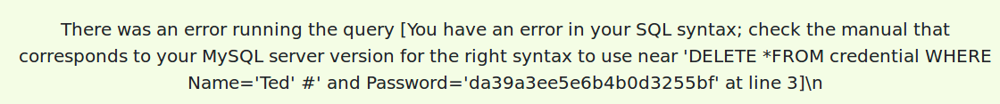 There was an error running the query [You have an error in your SQL syntax; check the manual that
corresponds to your MySQL server version for the right syntax to use near 'DELETE *FROM credential WHERE
Name='Ted' #' and Password='da39a3ee5e6b4b0d3255bf' at line 3]\n